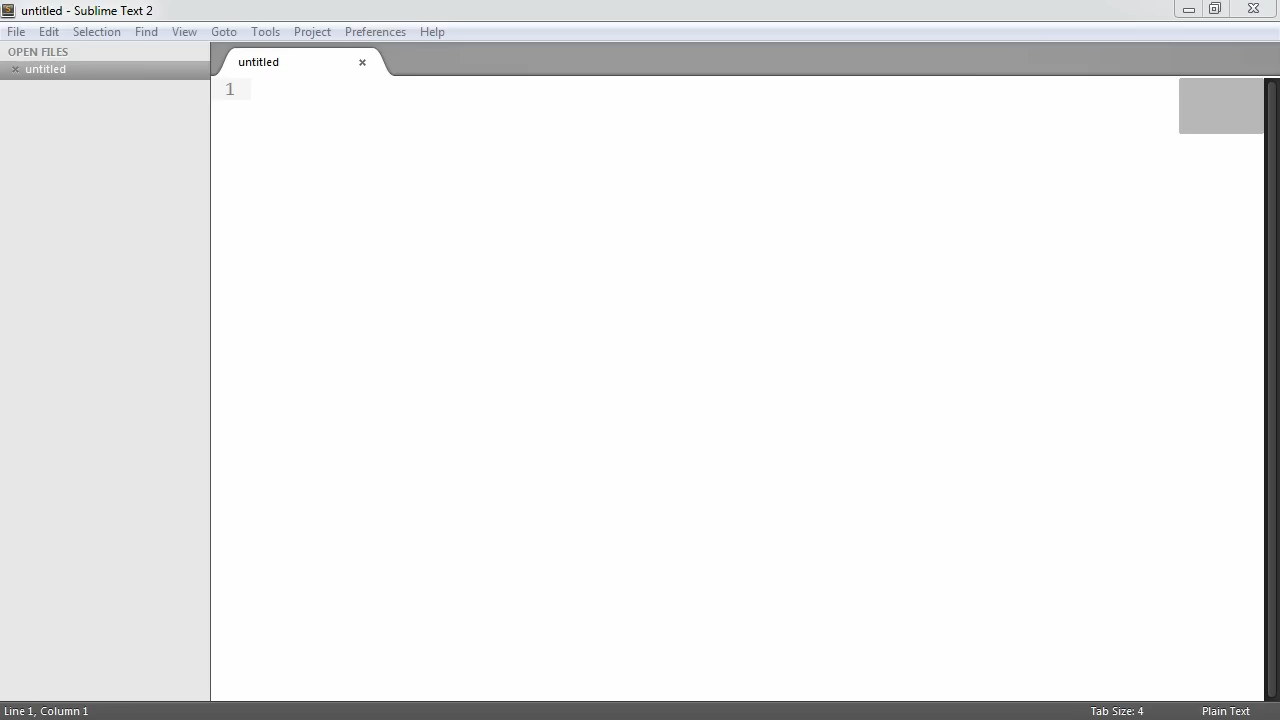 untitled - Sublime Text 2
File Edit Selection Find View Goto Tools Project Preferences Help
OPEN FILES
untitled
untitled
1
Line 1, Column 1
Tab Size: 4
Plain Text